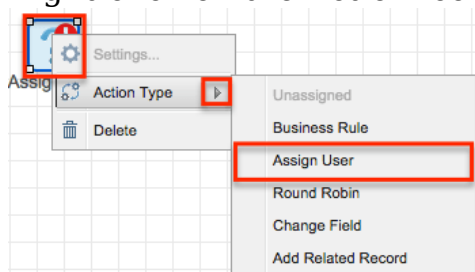 Settings...
Assig
Action Type
Delete
Unassigned
Business Rule
Assign User
Round Robin
Change Field
Add Related Record